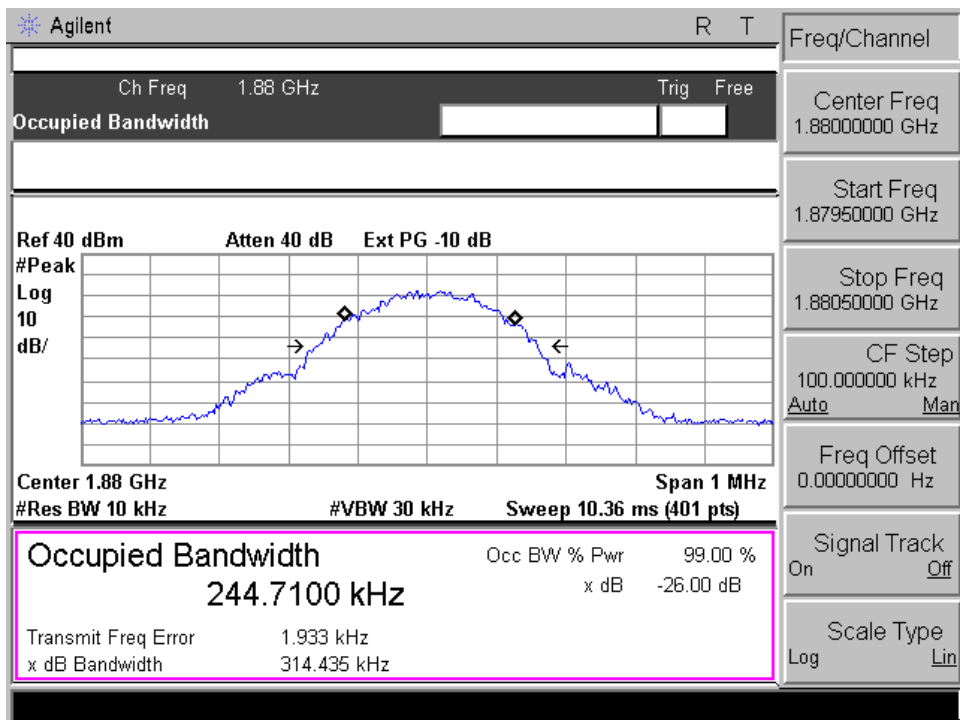 Agilent R T
Freq/Channel
Ch Freq 1.88 GHz Trig Free
Occupied Bandwidth
Center Freq
1.88000000 GHz
Start Freq
1.87950000 GHz
Stop Freq
1.88050000 GHz
CF Step
100.000000 kHz
Auto Man
Freq Offset
0.00000000 Hz
Signal Track
On Off
Scale Type
Log Lin
Ref 40 dBm Atten 40 dB Ext PG -10 dB
#Peak
Log
10
dB/
Center 1.88 GHz Span 1 MHz
#Res BW 10 kHz #VBW 30 kHz Sweep 10.36 ms (401 pts)
Occupied Bandwidth Occ BW % Pwr 99.00 %
244.7100 kHz x dB -26.00 dB
Transmit Freq Error 1.933 kHz
x dB Bandwidth 314.435 kHz